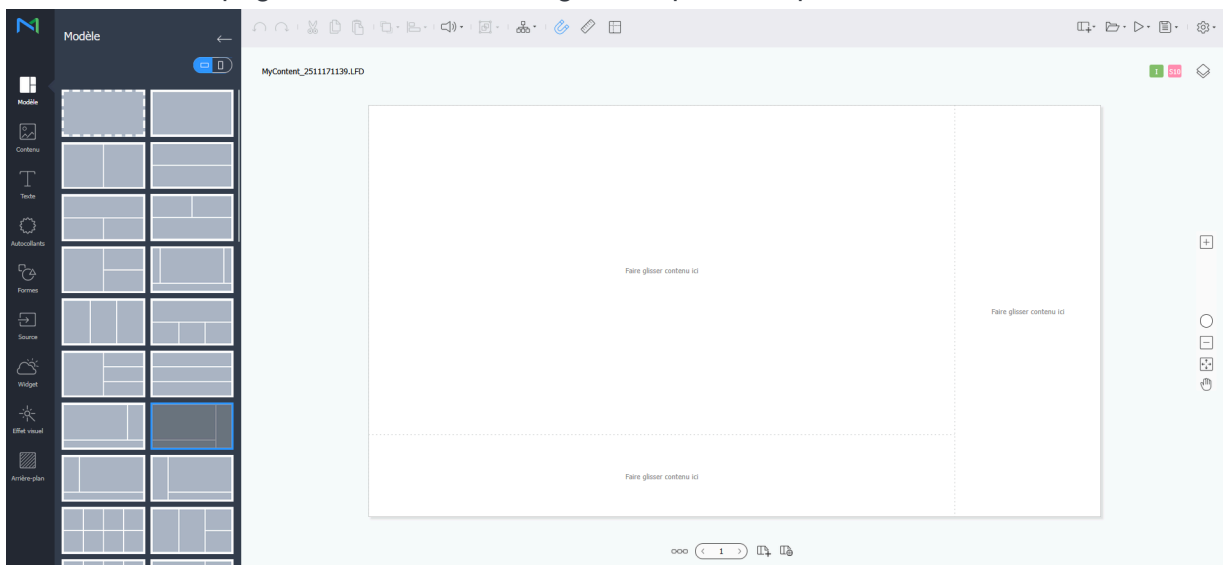 Modèle
MyContent_2511171139.LFD
I
S10
Modèle
Contenu
Texte
Autocollants
Formes
Source
Widget
Effet visuel
Arrière-plan
Faire glisser contenu ici
Faire glisser contenu ici
Faire glisser contenu ici
1